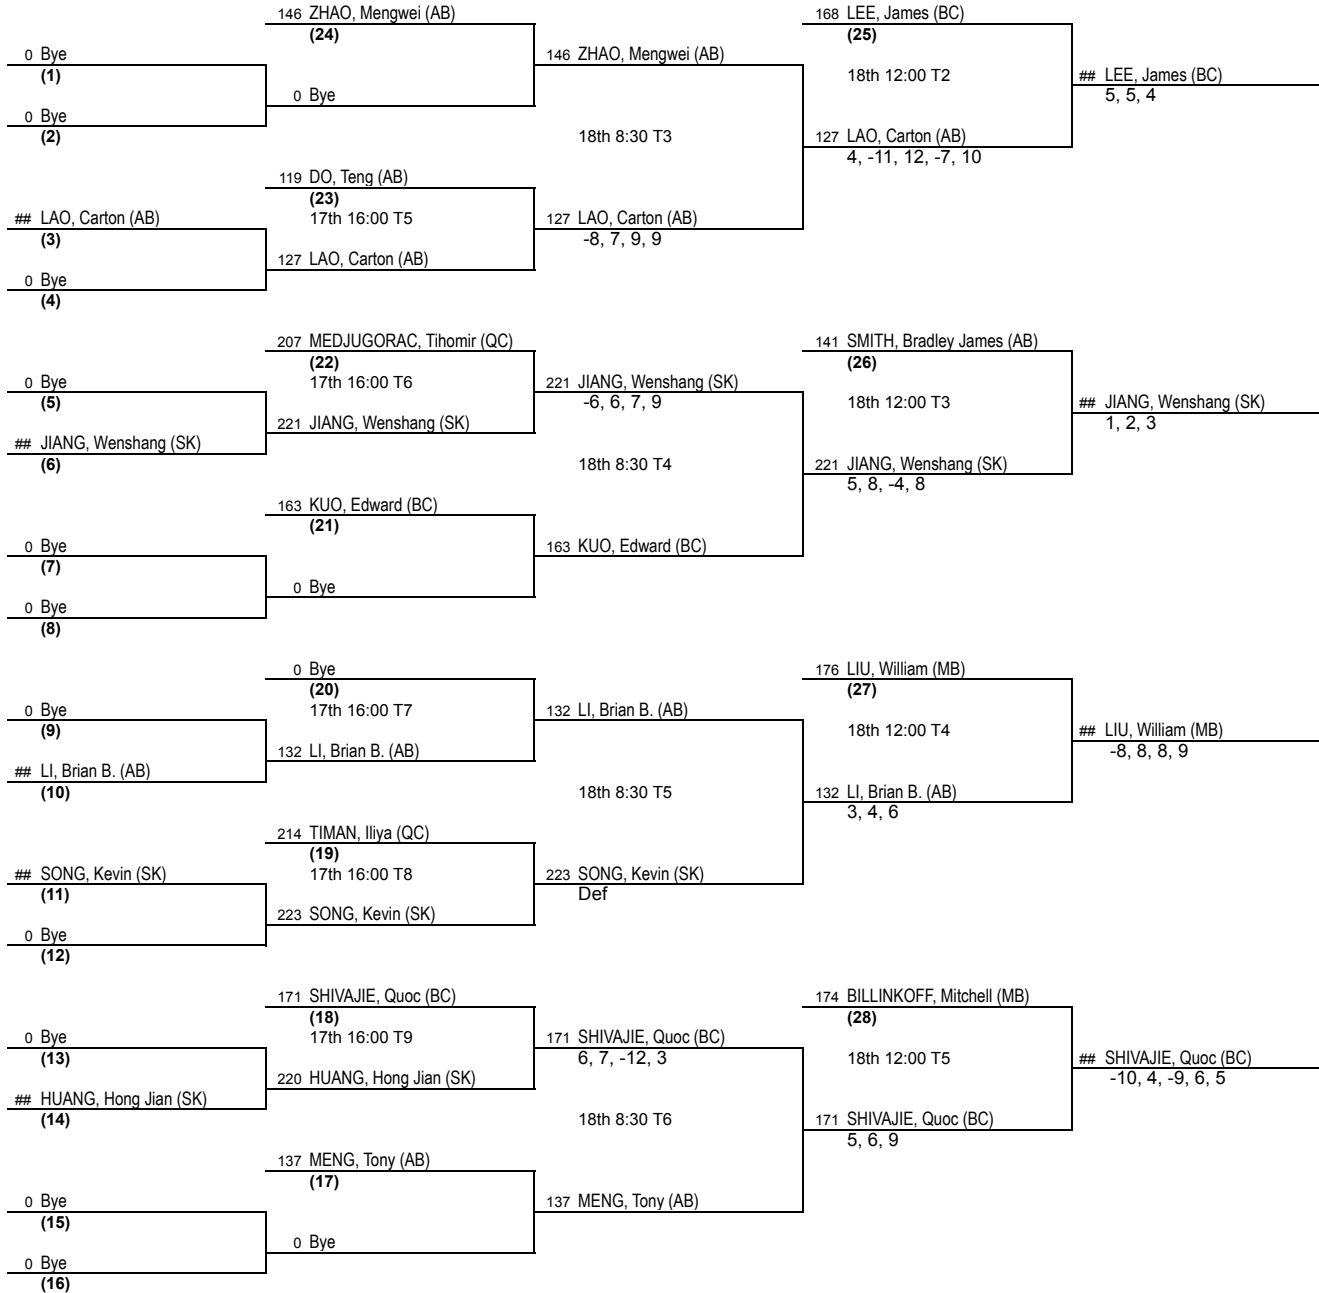 146 ZHAO, Mengwei (AB)
(24)
168 LEE, James (BC)
(25)
0 Bye
(1)
146 ZHAO, Mengwei (AB)
18th 12:00 T2
## LEE, James (BC)
5, 5, 4
0 Bye
0 Bye
(2)
18th 8:30 T3
127 LAO, Carton (AB)
4, -11, 12, -7, 10
119 DO, Teng (AB)
(23)
17th 16:00 T5
## LAO, Carton (AB)
(3)
127 LAO, Carton (AB)
-8, 7, 9, 9
127 LAO, Carton (AB)
0 Bye
(4)
207 MEDJUGORAC, Tihomir (QC)
(22)
17th 16:00 T6
141 SMITH, Bradley James (AB)
(26)
0 Bye
(5)
221 JIANG, Wenshang (SK)
-6, 6, 7, 9
18th 12:00 T3
## JIANG, Wenshang (SK)
1, 2, 3
221 JIANG, Wenshang (SK)
## JIANG, Wenshang (SK)
(6)
18th 8:30 T4
221 JIANG, Wenshang (SK)
5, 8, -4, 8
163 KUO, Edward (BC)
(21)
0 Bye
(7)
163 KUO, Edward (BC)
0 Bye
0 Bye
(8)
0 Bye
(20)
17th 16:00 T7
176 LIU, William (MB)
(27)
0 Bye
(9)
132 LI, Brian B. (AB)
18th 12:00 T4
## LIU, William (MB)
-8, 8, 8, 9
132 LI, Brian B. (AB)
## LI, Brian B. (AB)
(10)
18th 8:30 T5
132 LI, Brian B. (AB)
3, 4, 6
214 TIMAN, Iliya (QC)
(19)
17th 16:00 T8
## SONG, Kevin (SK)
(11)
223 SONG, Kevin (SK)
Def
223 SONG, Kevin (SK)
0 Bye
(12)
171 SHIVAJIE, Quoc (BC)
(18)
17th 16:00 T9
174 BILLINKOFF, Mitchell (MB)
(28)
0 Bye
(13)
171 SHIVAJIE, Quoc (BC)
6, 7, -12, 3
18th 12:00 T5
## SHIVAJIE, Quoc (BC)
-10, 4, -9, 6, 5
220 HUANG, Hong Jian (SK)
## HUANG, Hong Jian (SK)
(14)
18th 8:30 T6
171 SHIVAJIE, Quoc (BC)
5, 6, 9
137 MENG, Tony (AB)
(17)
0 Bye
(15)
137 MENG, Tony (AB)
0 Bye
0 Bye
(16)